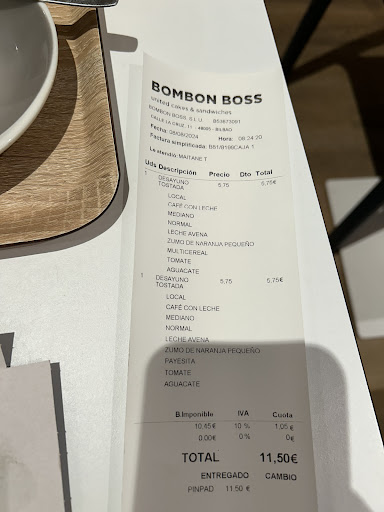 BOMBON BOSS
united cakes & sandwiches
BOMBON BOSS, S.L.U. B53873091
CALLE LA CRUZ, 11 48005 - BILBAO
Fecha: 08/06/2024 Hora: 08:24:20
Factura simplificada: B81/8196CAJA 1
Le atendió:MAITANE T
Uds Descripción Precio Dto Total
1 DESAYUNO TOSTADA 5.75 5,75€
LOCAL
CAFÉ CON LECHE
MEDIANO
NORMAL
LECHE AVENA
ZUMO DE NARANJA PEQUEÑO
MULTICEREAL
TOMATE
AGUACATE
1 DESAYUNO TOSTADA 5.75 5,75€
LOCAL
CAFÉ CON LECHE
MEDIANO
NORMAL
LECHE AVENA
ZUMO DE NARANJA PEQUEÑO
PAYESITA
TOMATE
AGUACATE
B.Imponible IVA Cuota
10,45€ 10 % 1,05 €
0,00€ 0 % 0€
TOTAL 11,50€
ENTREGADO CAMBIO
PINPAD 11.50 €